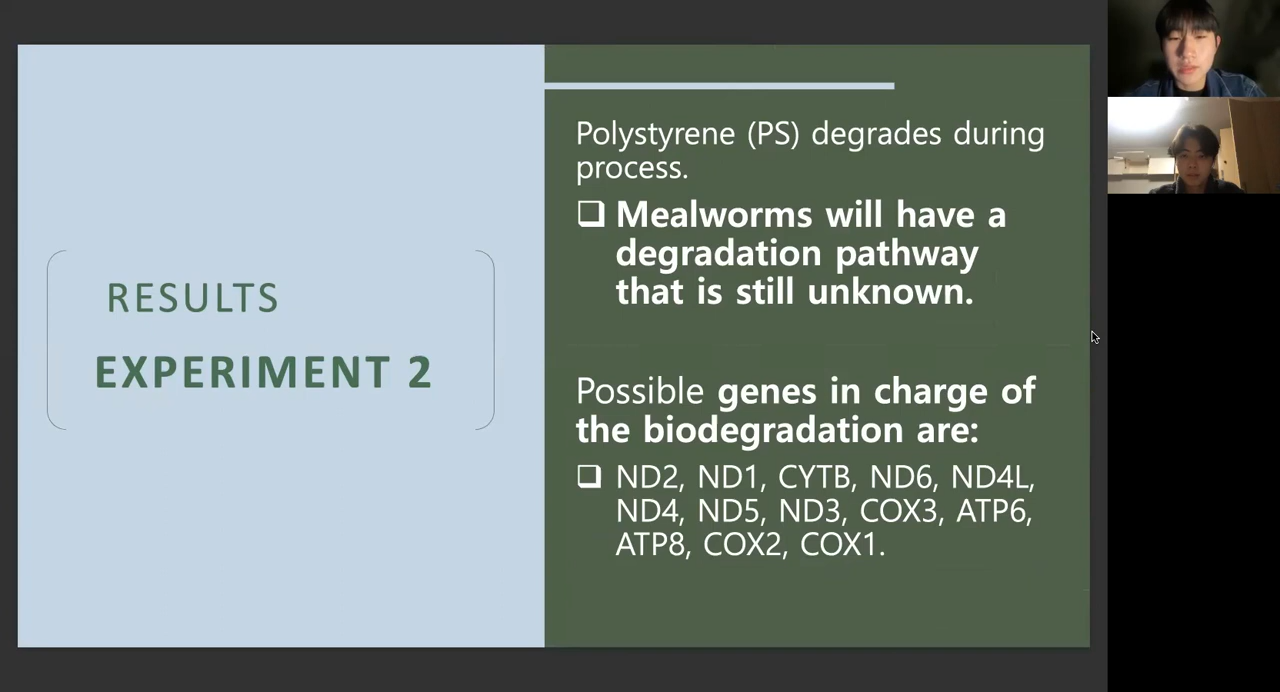 RESULTS
EXPERIMENT 2
Polystyrene (PS) degrades during
process.
❑ Mealworms will have a
degradation pathway
that is still unknown.
Possible genes in charge of
the biodegradation are:
❑ ND2, ND1, CYTB, ND6, ND4L,
ND4, ND5, ND3, COX3, ATP6,
ATP8, COX2, COX1.